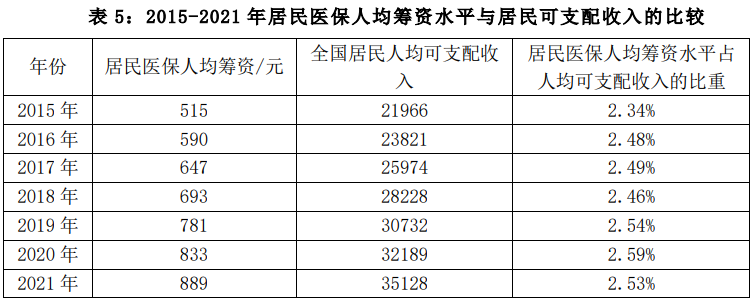 表 5：2015-2021 年居民医保人均筹资水平与居民可支配收入的比较
年份 居民医保人均筹资/元 全国居民人均可支配收入 居民医保人均筹资水平占人均可支配收入的比重
2015 年 515 21966 2.34%
2016 年 590 23821 2.48%
2017 年 647 25974 2.49%
2018 年 693 28228 2.46%
2019 年 781 30732 2.54%
2020 年 833 32189 2.59%
2021 年 889 35128 2.53%